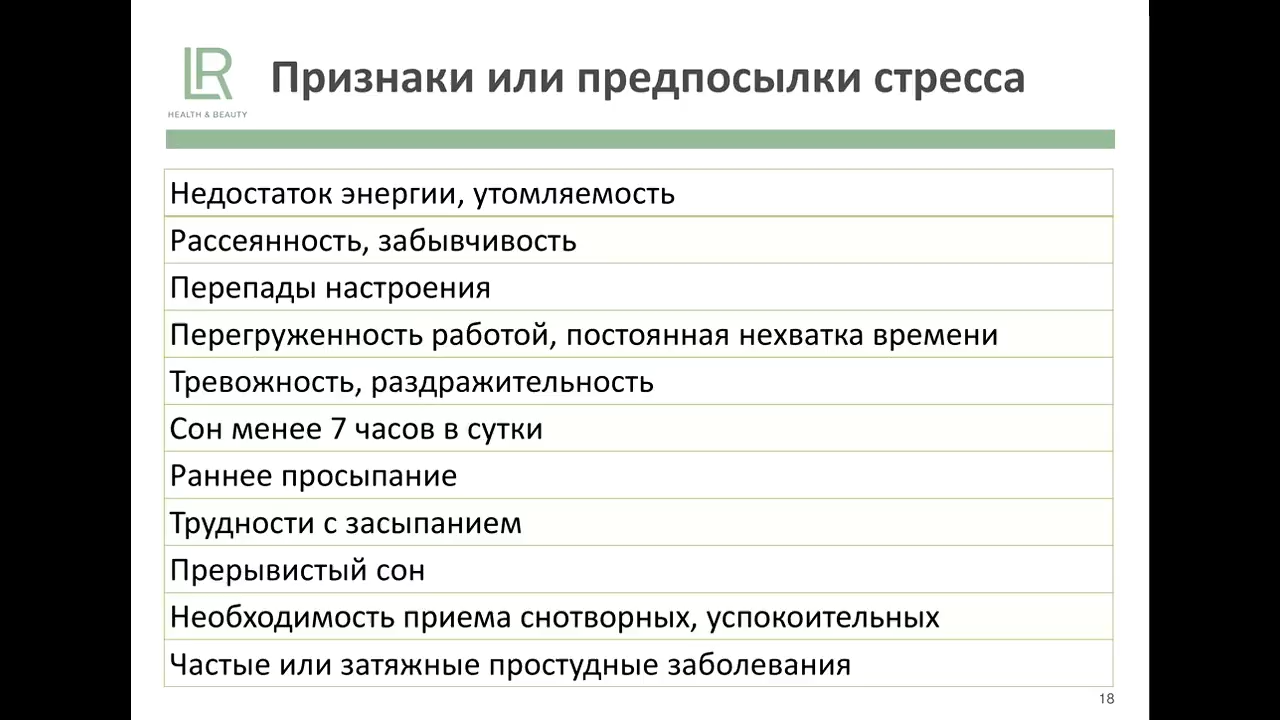 LR
HEALTH & BEAUTY
Признаки или предпосылки стресса
Недостаток энергии, утомляемость
Рассеянность, забывчивость
Перепады настроения
Перегруженность работой, постоянная нехватка времени
Тревожность, раздражительность
Сон менее 7 часов в сутки
Раннее просыпание
Трудности с засыпанием
Прерывистый сон
Необходимость приема снотворных, успокоительных
Частые или затяжные простудные заболевания
18